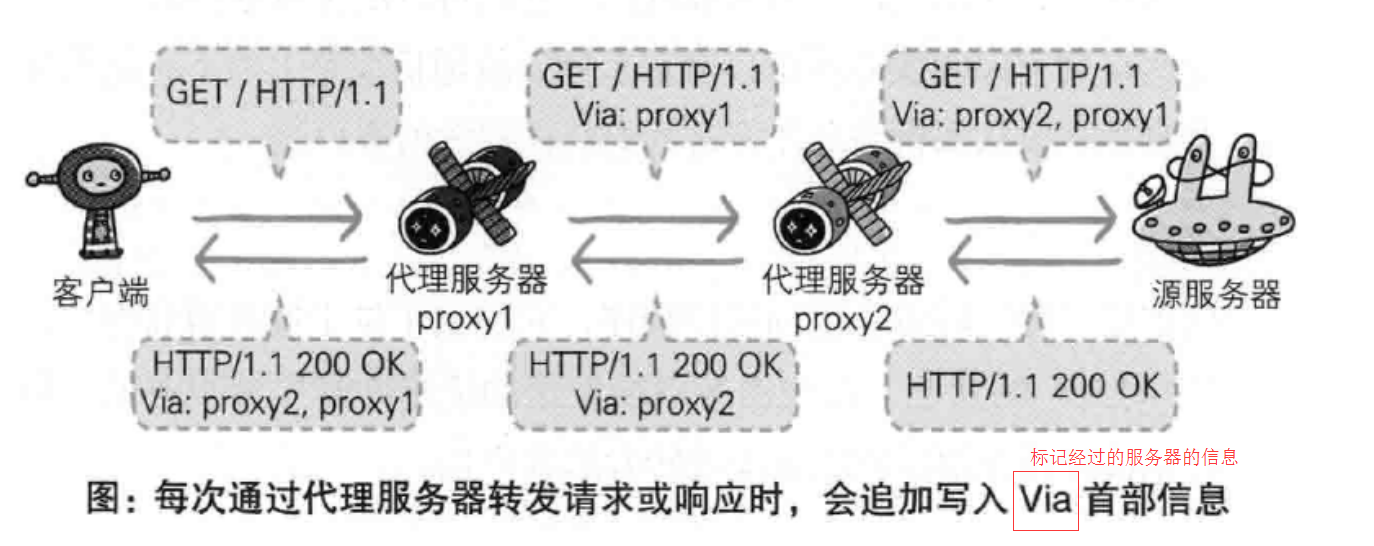 GET / HTTP/1.1
GET / HTTP/1.1
Via: proxy1
GET / HTTP/1.1
Via: proxy2, proxy1
客户端
代理服务器
proxy1
代理服务器
proxy2
源服务器
HTTP/1.1 200 OK
Via: proxy2, proxy1
HTTP/1.1 200 OK
Via: proxy2
HTTP/1.1 200 OK
标记经过的服务器的信息
图：每次通过代理服务器转发请求或响应时，会追加写入 Via 首部信息